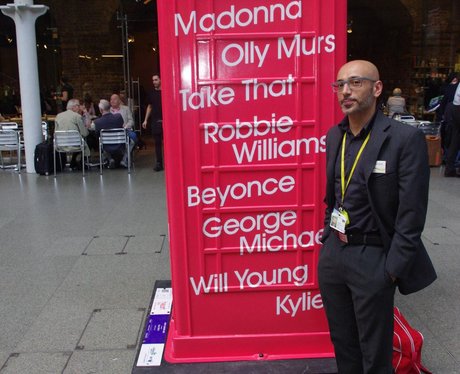 Madonna
Olly Murs
Take That
Robbie
Williams
Beyonce
George
Michael
Will Young
Kylie